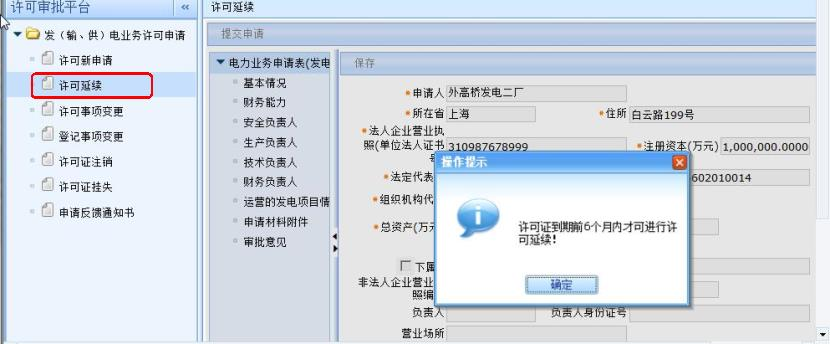 许可审批平台
«
许可延续
发（输、供）电业务许可申请
许可新申请
许可延续
许可事项变更
登记事项变更
许可证注销
许可证挂失
申请反馈通知书
提交申请
电力业务申请表(发电
基本情况
财务能力
安全负责人
生产负责人
技术负责人
财务负责人
运营的发电项目情
申请材料附件
审批意见
保存
申请人 外高桥发电二厂
所在省 上海 住所 白云路199号
法人企业营业执
照(单位法人证书 310987678999 注册资本(万元) 1,000,000.0000
号
法定代表 602010014
组织机构代
总资产(万元
下属
非法人企业营业
照编
负责人 负责人身份证号
营业场所
操作提示
许可证到期前6个月内才可进行许
可延续!
确定